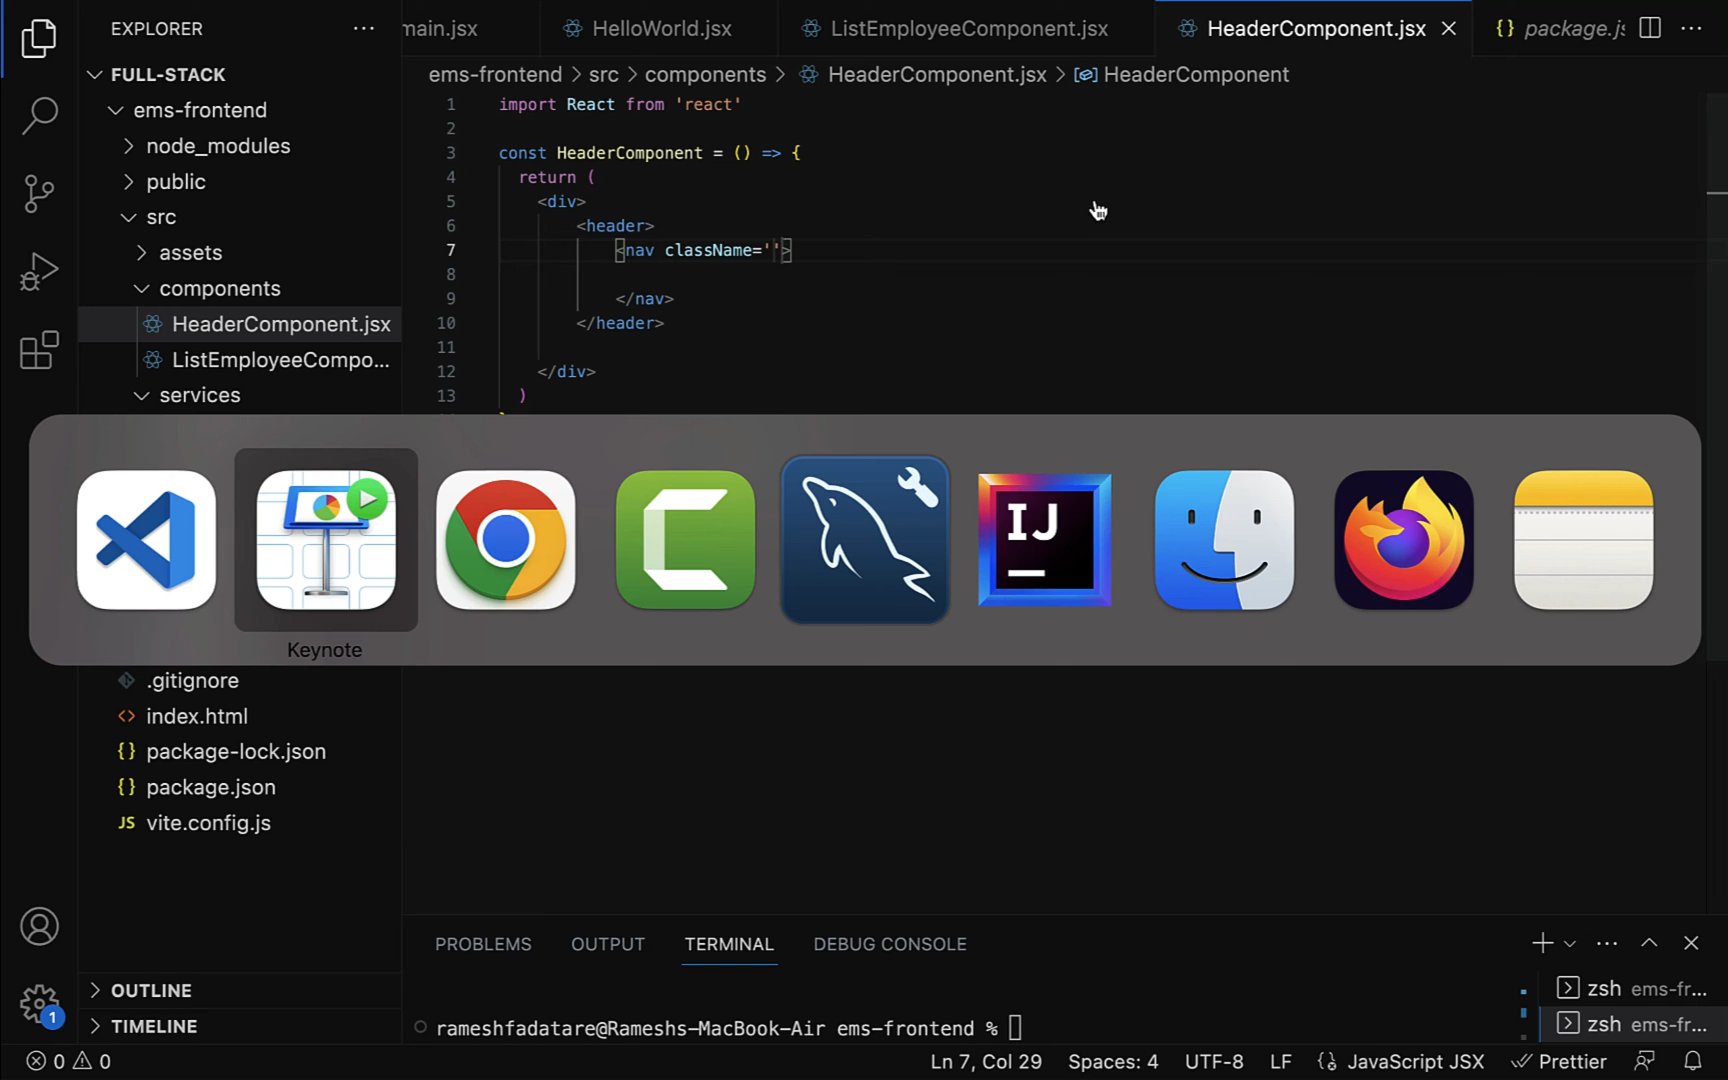 EXPLORER
FULL-STACK
ems-frontend
node_modules
public
src
assets
components
HeaderComponent.jsx
ListEmployeeCompo...
services
.gitignore
index.html
package-lock.json
package.json
JS vite.config.js
OUTLINE
TIMELINE
main.jsx
HelloWorld.jsx
ListEmployeeComponent.jsx
HeaderComponent.jsx
{} package.js
ems-frontend > src > components > HeaderComponent.jsx > HeaderComponent
1 import React from 'react'
2
3 const HeaderComponent = () => {
4 return (
5 <div>
6 <header>
7 <nav className=''>
8
9 </nav>
10 </header>
11
12 </div>
13 )
IJ
Keynote
PROBLEMS OUTPUT TERMINAL DEBUG CONSOLE
rameshfadatare@Rameshs-MacBook-Air ems-frontend %
zsh ems-fr...
zsh ems-fr...
1
0 0
Ln 7, Col 29 Spaces: 4 UTF-8 LF {} JavaScript JSX Prettier